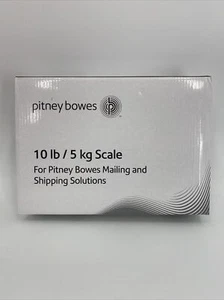 pitney bowes
10 lb / 5 kg Scale
For Pitney Bowes Mailing and
Shipping Solutions